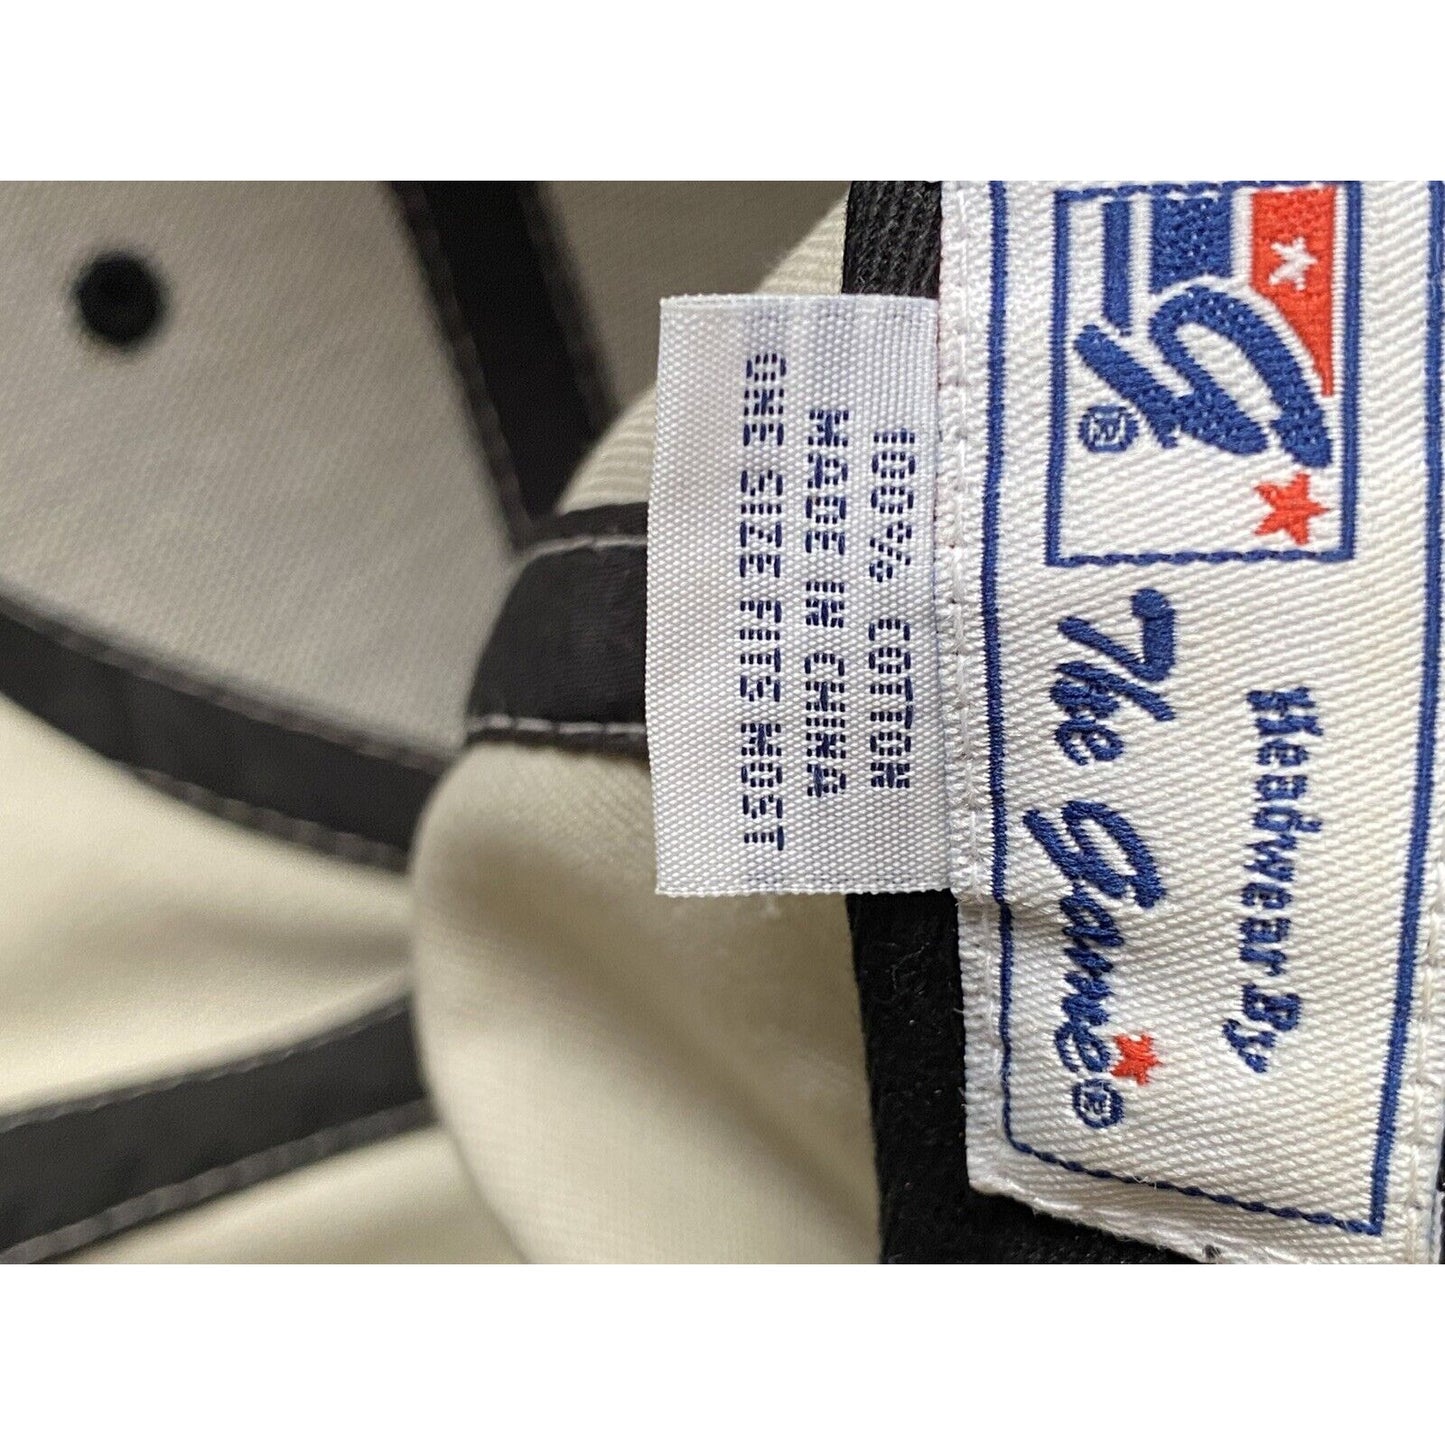 Headwear By
The Game®
G®
100% COTTON
MADE IN CHINA
ONE SIZE FITS MOST